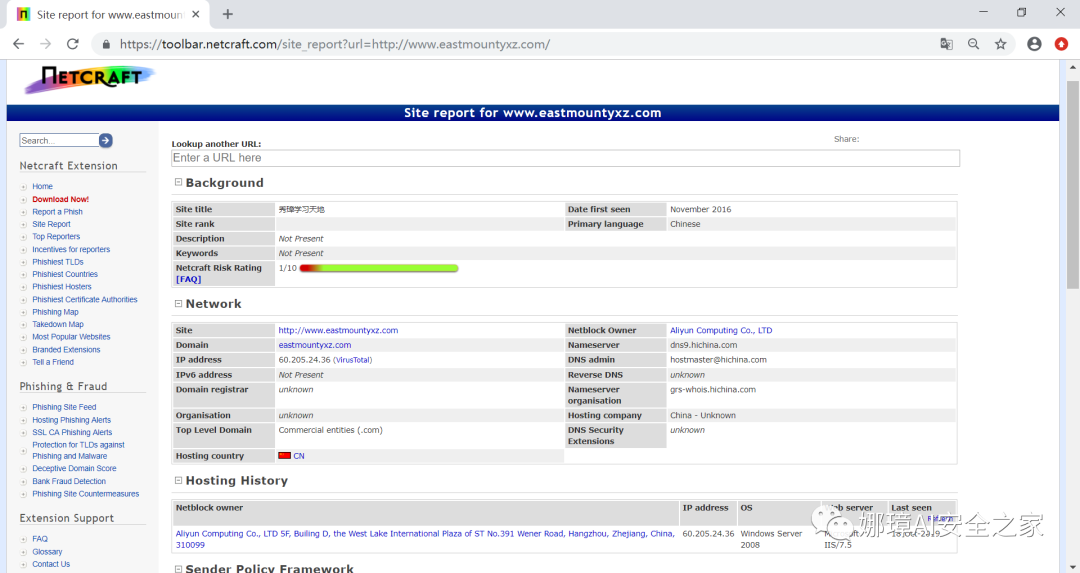 Site report for www.eastmoun
https://toolbar.netcraft.com/site_report?url=http://www.eastmountyxz.com/
NETCRAFT
Site report for www.eastmountyxz.com
Search...
Netcraft Extension
Home
Download Now!
Report a Phish
Site Report
Top Reporters
Incentives for reporters
Phishiest TLDs
Phishiest Countries
Phishiest Hosters
Phishiest Certificate Authorities
Phishing Map
Takedown Map
Most Popular Websites
Branded Extensions
Tell a Friend
Phishing & Fraud
Phishing Site Feed
Hosting Phishing Alerts
SSL CA Phishing Alerts
Protection for TLDs against
Phishing and Malware
Deceptive Domain Score
Bank Fraud Detection
Phishing Site Countermeasures
Extension Support
FAQ
Glossary
Contact Us
Share:
Lookup another URL:
Enter a URL here
Background
Site title 秀璋学习天地 Date first seen November 2016
Site rank Primary language Chinese
Description Not Present
Keywords Not Present
Netcraft Risk Rating 1/10
[FAQ]
Network
Site http://www.eastmountyxz.com Netblock Owner Aliyun Computing Co., LTD
Domain eastmountyxz.com Nameserver dns9.hichina.com
IP address 60.205.24.36 (VirusTotal) DNS admin hostmaster@hichina.com
IPv6 address Not Present Reverse DNS unknown
Domain registrar unknown Nameserver grs-whois.hichina.com
organisation
Organisation unknown Hosting company China - Unknown
Top Level Domain Commercial entities (.com) DNS Security unknown
Extensions
Hosting country CN
Hosting History
Netblock owner IP address OS server Last seen
Refresh
Aliyun Computing Co., LTD 5F, Builing D, the West Lake International Plaza of ST No.391 Wener Road, Hangzhou, Zhejiang, China, 60.205.24.36 Windows Server
310099 2008 IIS/7.5
娜璋AI安全之家
Sender Policy Framework